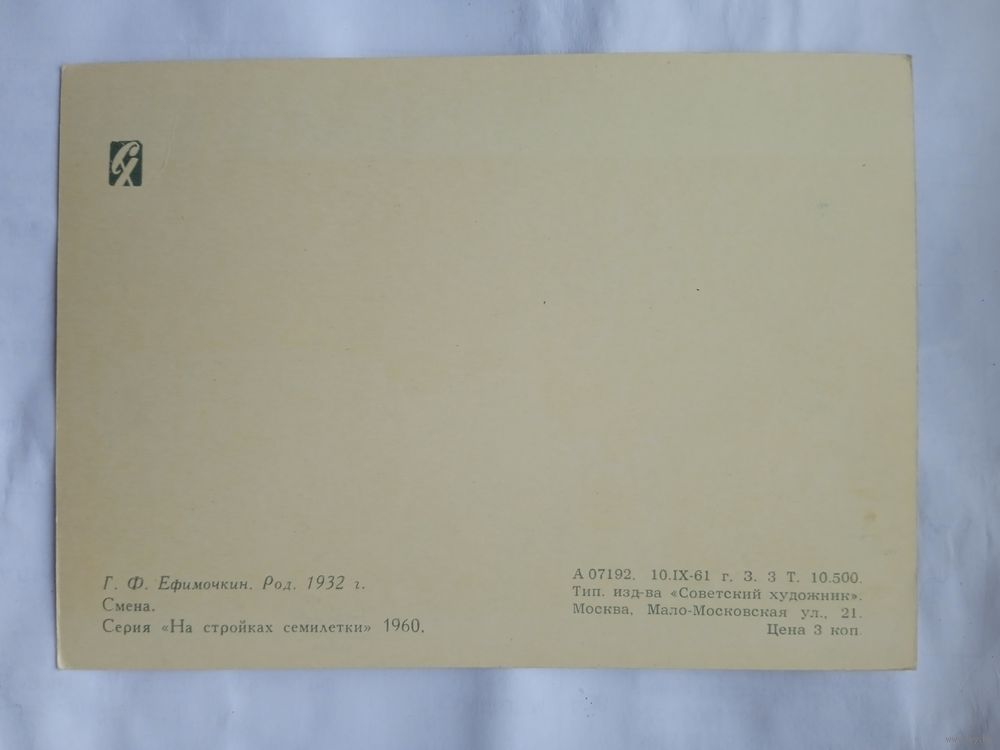 СХ
Г. Ф. Ефимочкин. Род. 1932 г.
Смена.
Серия «На стройках семилетки» 1960.
А 07192. 10.IX-61 г. З. 3 Т. 10.500.
Тип. изд-ва «Советский художник».
Москва, Мало-Московская ул., 21.
Цена 3 коп.